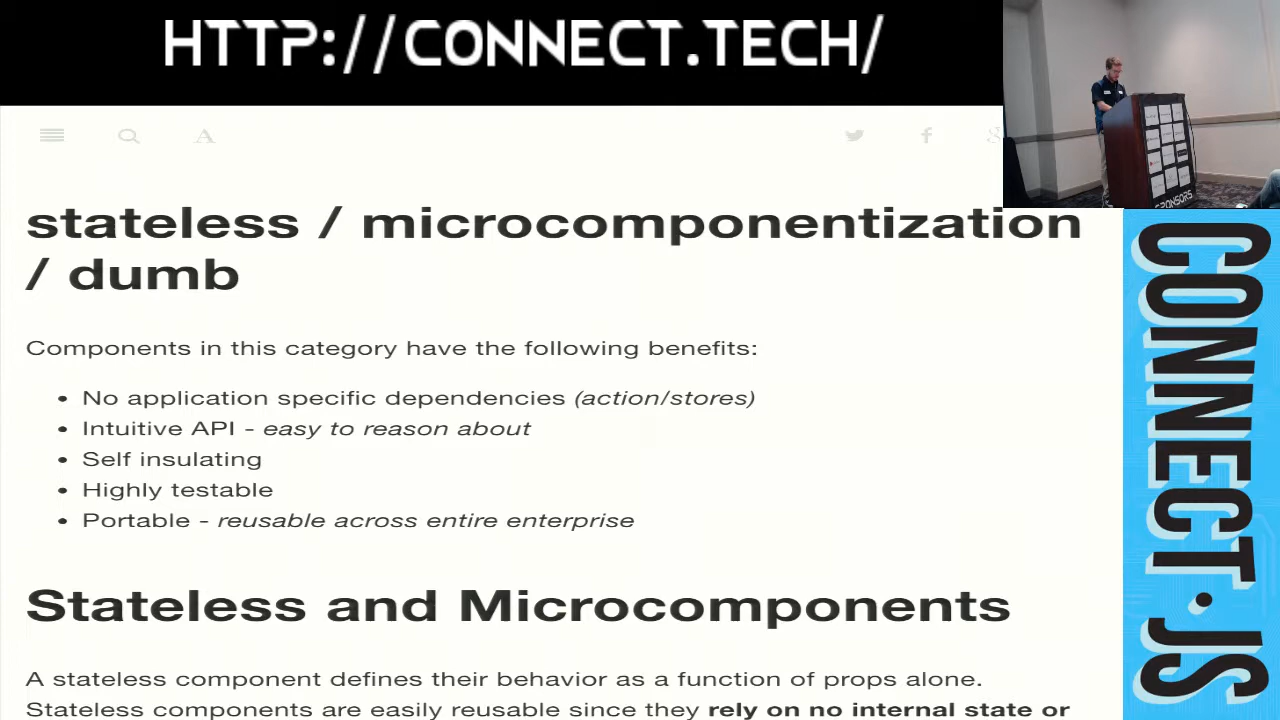 HTTP://CONNECT.TECH/
stateless / microcomponentization
/ dumb
Components in this category have the following benefits:
• No application specific dependencies (action/stores)
• Intuitive API - easy to reason about
• Self insulating
• Highly testable
• Portable - reusable across entire enterprise
Stateless and Microcomponents
A stateless component defines their behavior as a function of props alone.
Stateless components are easily reusable since they rely on no internal state or
SPONSORS
CONNECT.JS